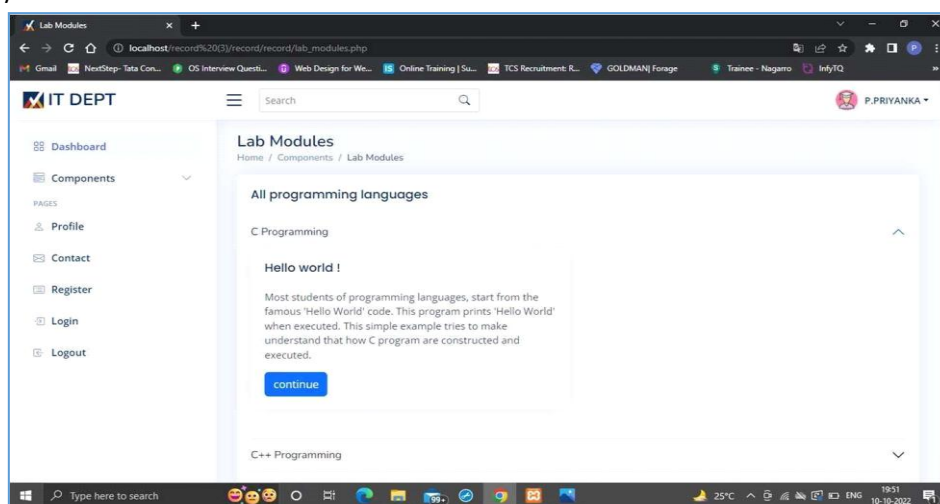 Lab Modules
localhost/record%20(3)/record/record/lab_modules.php
Gmail NextStep- Tata Con... OS Interview Questi... Web Design for We... Online Training | Su... TCS Recruitment: R... GOLDMAN| Forage Trainee - Nagarro InfyTQ
IT DEPT
Search
P.PRIYANKA
Dashboard
Components
PAGES
Profile
Contact
Register
Login
Logout
Lab Modules
Home / Components / Lab Modules
All programming languages
C Programming
Hello world !
Most students of programming languages, start from the
famous 'Hello World' code. This program prints 'Hello World'
when executed. This simple example tries to make
understand that how C program are constructed and
executed.
continue
C++ Programming
Type here to search
99+
25°C
ENG
19:51
10-10-2022